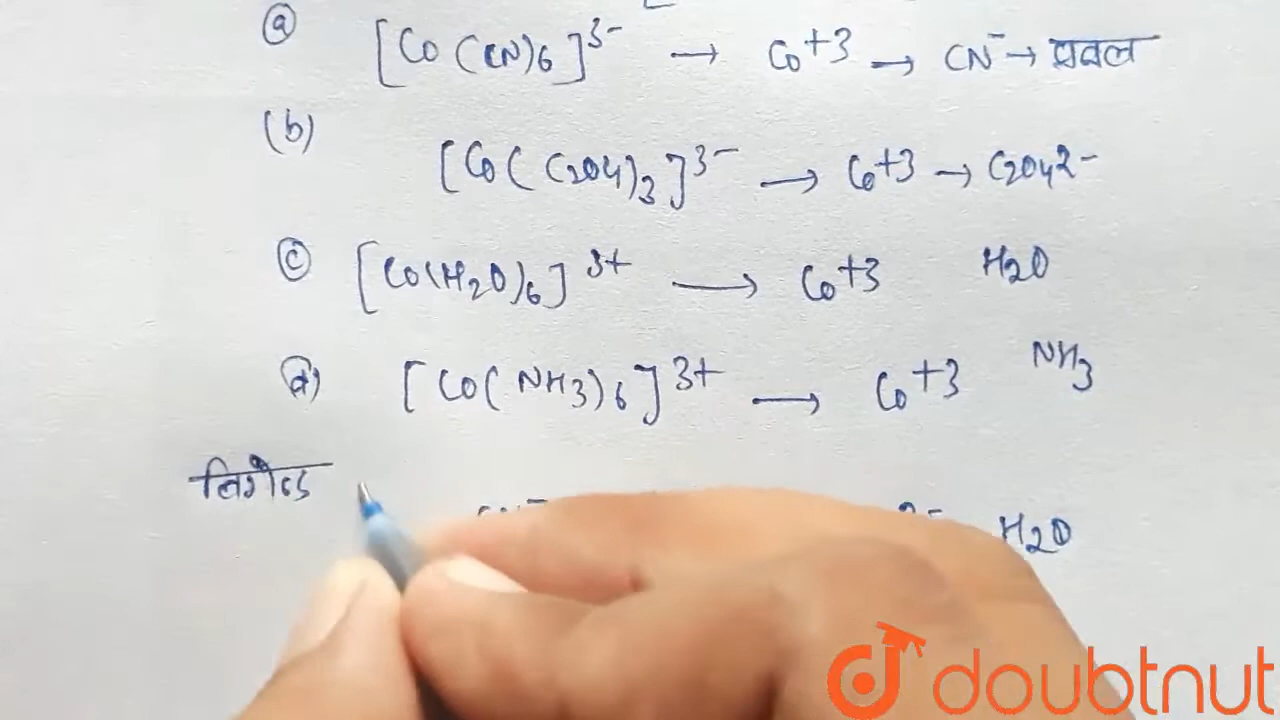 (a) [Co(CN)6]3- → Co+3 → CN- → प्रबल
(b) [Co(C2O4)3]3- → Co+3 → C2O42-
(c) [Co(H2O)6]3+ → Co+3 H2O
(d) [Co(NH3)6]3+ → Co+3 NH3
लिगेण्ड H2O
doubtnut